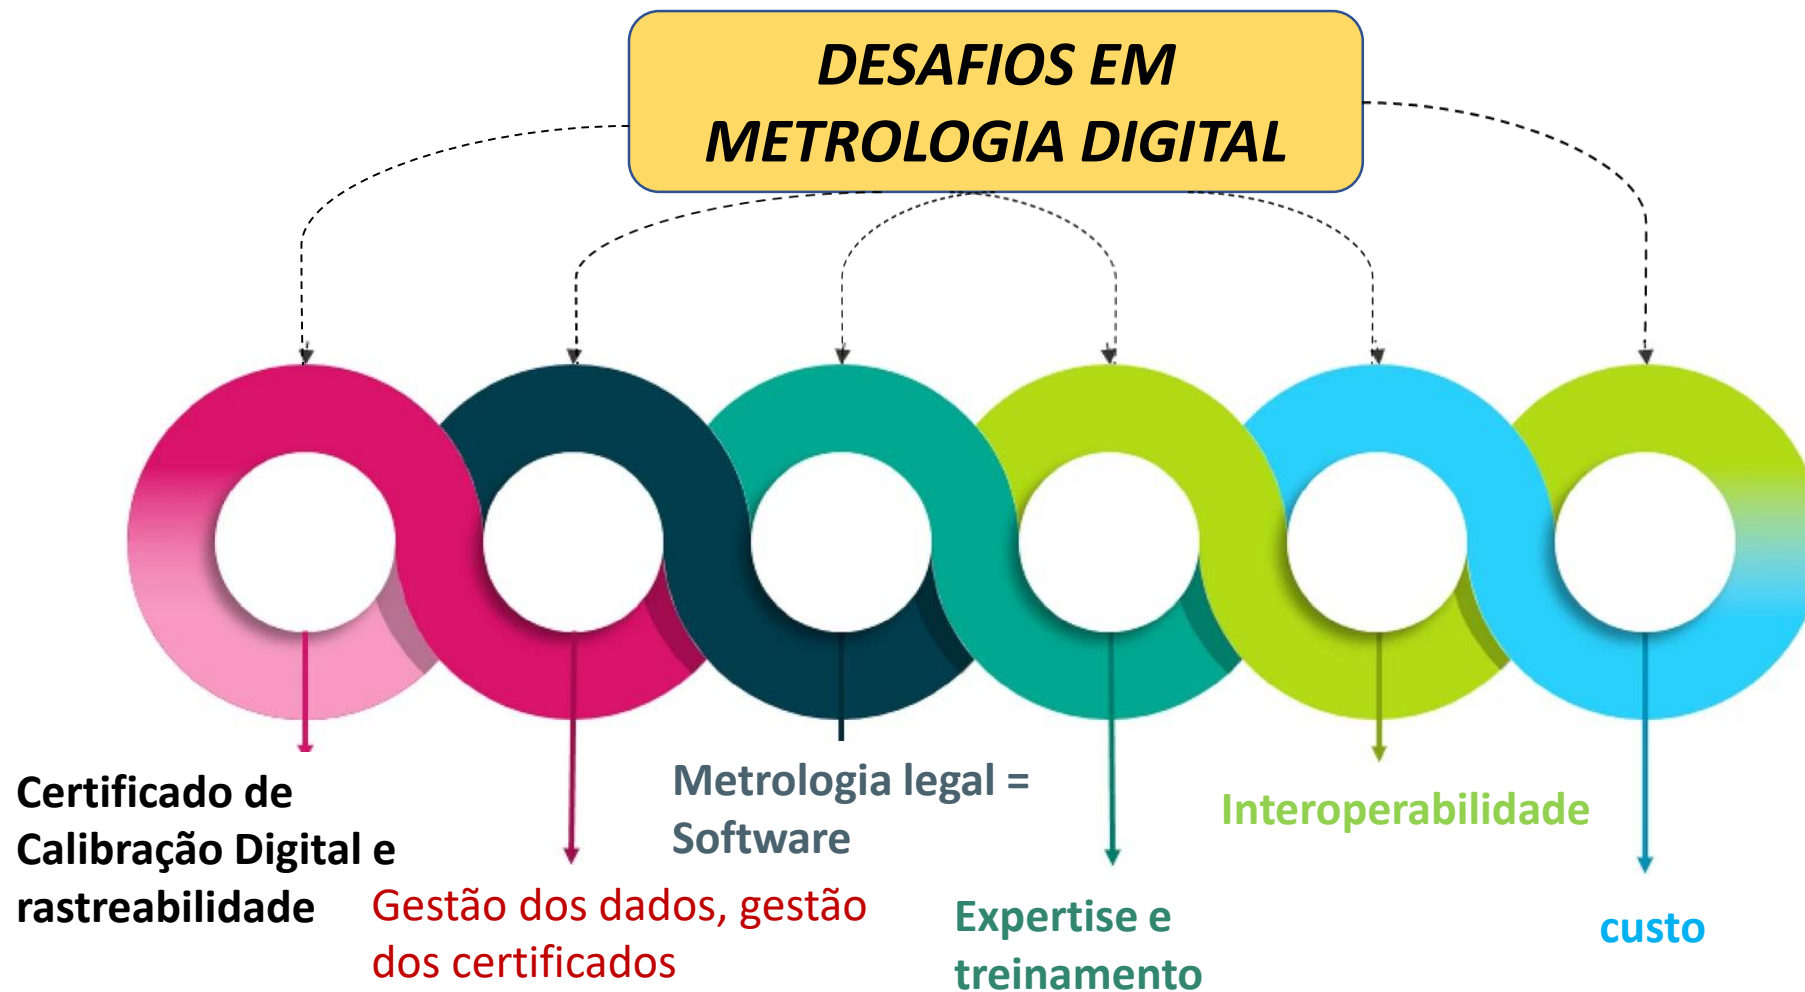 DESAFIOS EM
METROLOGIA DIGITAL
Certificado de
Calibração Digital e
rastreabilidade
Gestão dos dados, gestão
dos certificados
Metrologia legal =
Software
Expertise e
treinamento
Interoperabilidade
custo